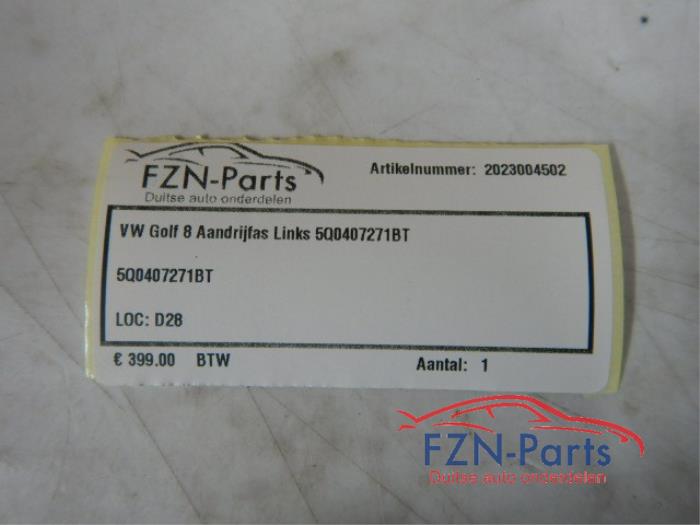 FZN-Parts
Duitse auto onderdelen
Artikelnummer: 2023004502
VW Golf 8 Aandrijfas Links 5Q0407271BT
5Q0407271BT
LOC: D28
€ 399.00 BTW
Aantal: 1
FZN-Parts
Duitse auto onderdelen